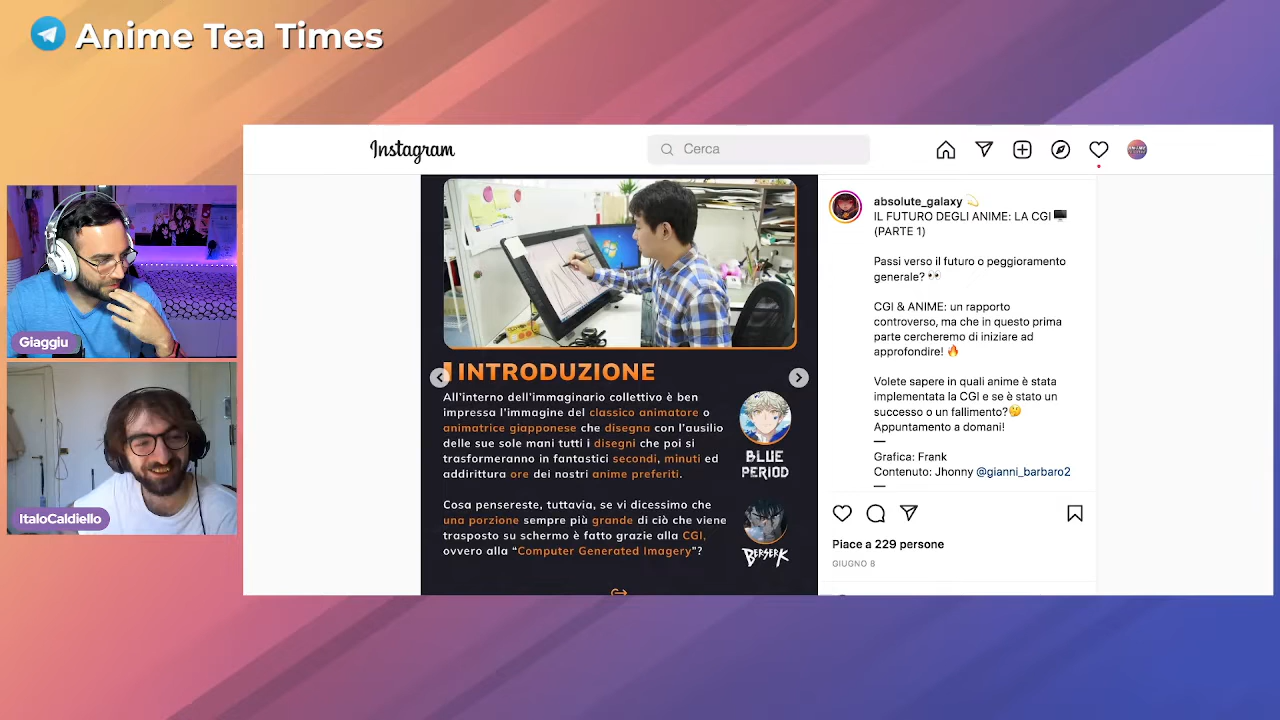 Anime Tea Times
Instagram
Cerca
Giaggiu
ItaloCaldiello
INTRODUZIONE
All'interno dell'immaginario collettivo è ben
impressa l'immagine del classico animatore o
animatrice giapponese che disegna con l'ausilio
delle sue sole mani tutti i disegni che poi si
trasformeranno in fantastici secondi, minuti ed
addirittura ore dei nostri anime preferiti.
Cosa pensereste, tuttavia, se vi dicessimo che
una porzione sempre più grande di ciò che viene
trasposto su schermo è fatto grazie alla CGI,
ovvero alla “Computer Generated Imagery”?
BLUE
PERIOD
BERSERK
absolute_galaxy 💫
IL FUTURO DEGLI ANIME: LA CGI 🖥️
(PARTE 1)
Passi verso il futuro o peggioramento
generale? 👀
CGI & ANIME: un rapporto
controverso, ma che in questo prima
parte cercheremo di iniziare ad
approfondire! 🔥
Volete sapere in quali anime è stata
implementata la CGI e se è stato un
successo o un fallimento?🤔
Appuntamento a domani!
—
Grafica: Frank
Contenuto: Jhonny @gianni_barbaro2
—
Piace a 229 persone
GIUGNO 8